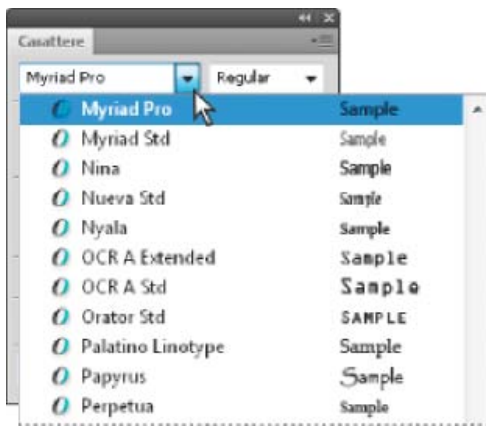 Carattere
Myriad Pro Regular
Myriad Pro Sample
Myriad Std Sample
Nina Sample
Nueva Std Sample
Nyala Sample
OCR A Extended Sample
OCR A Std Sample
Orator Std SAMPLE
Palatino Linotype Sample
Papyrus Sample
Perpetua Sample